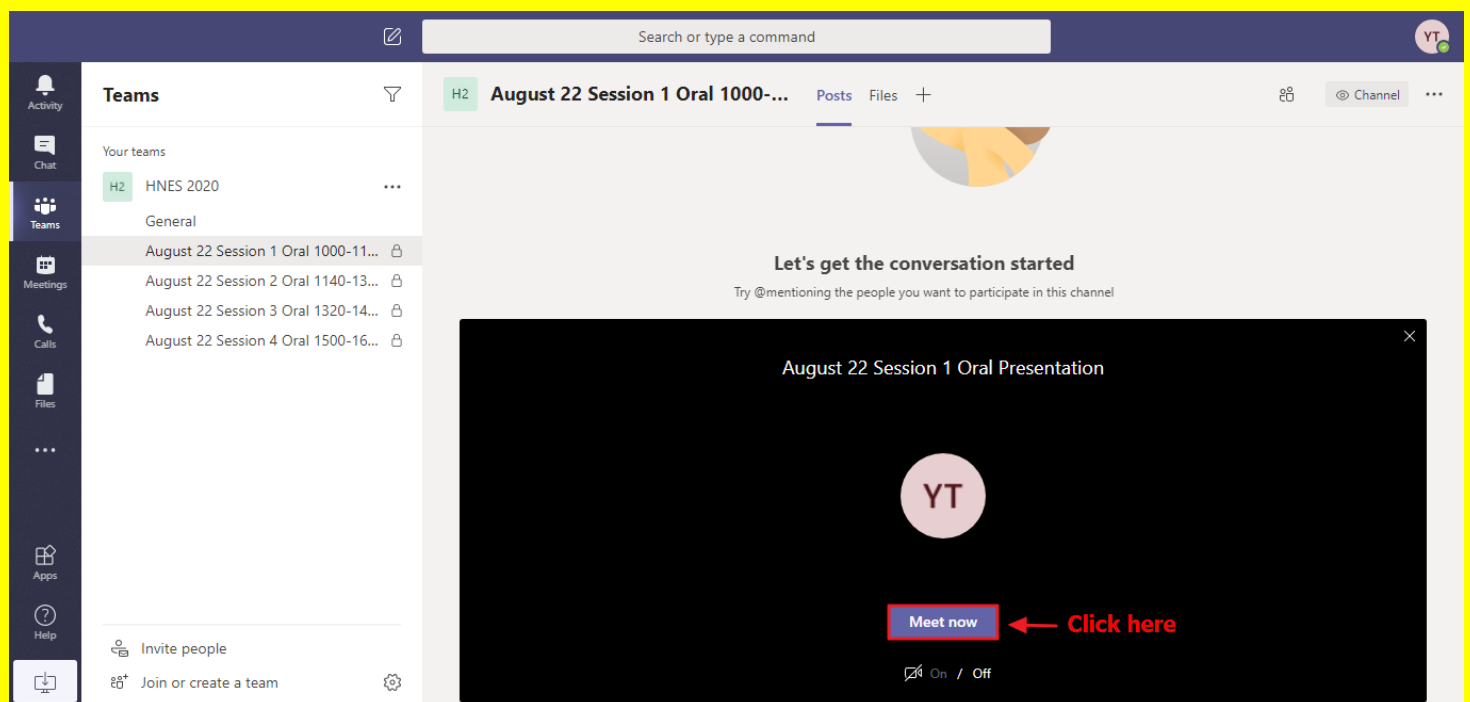 Search or type a command
YT
Activity
Chat
Teams
Meetings
Calls
Files
Apps
Help
Teams
Your teams
H2 HNES 2020
General
August 22 Session 1 Oral 1000-11...
August 22 Session 2 Oral 1140-13...
August 22 Session 3 Oral 1320-14...
August 22 Session 4 Oral 1500-16...
Invite people
Join or create a team
H2 August 22 Session 1 Oral 1000-... Posts Files Channel
Let's get the conversation started
Try @mentioning the people you want to participate in this channel
August 22 Session 1 Oral Presentation
YT
Meet now Click here
On / Off